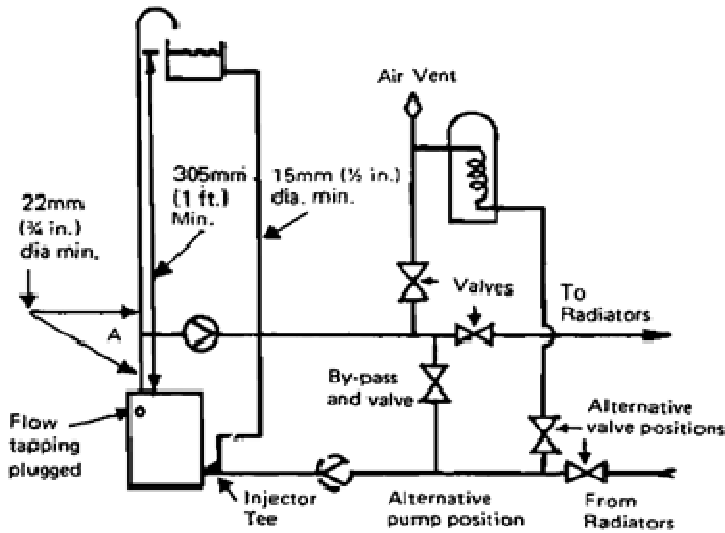 Air Vent
305mm
(1 ft.)
Min.
15mm (½ in.)
dia. min.
22mm
(¾ in.)
dia min.
Valves
To
Radiators
A
By-pass
and valve
Flow
tapping
plugged
Alternative
valve positions
Injector
Tee
Alternative
pump position
From
Radiators